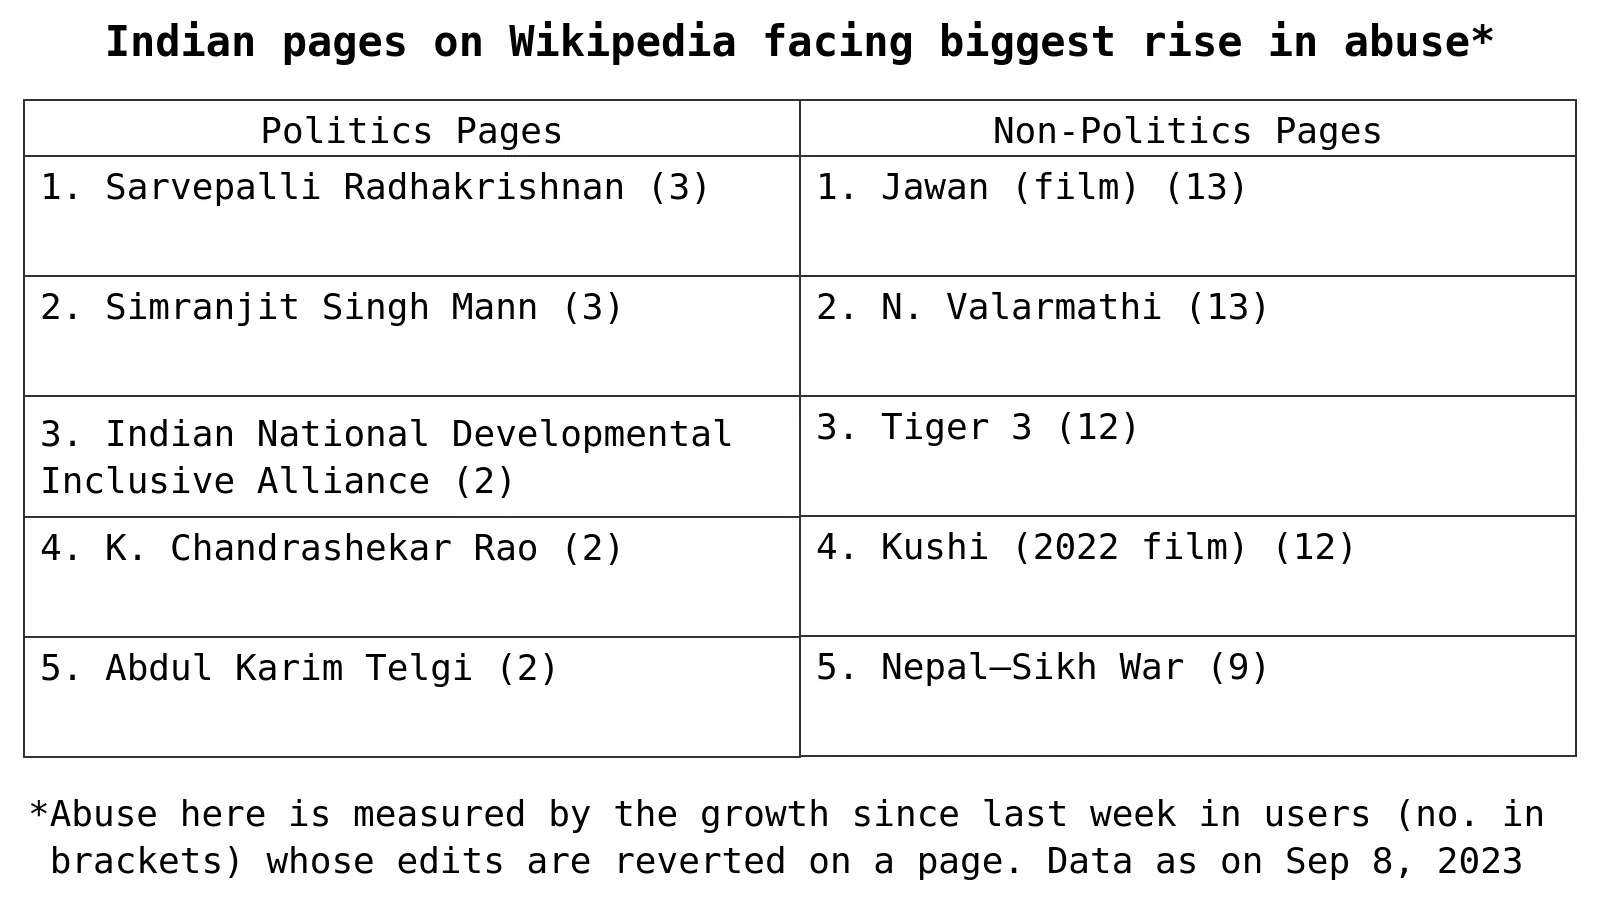 Indian pages on Wikipedia facing biggest rise in abuse*
Politics Pages
Non-Politics Pages
1. Sarvepalli Radhakrishnan (3)
1. Jawan (film) (13)
2. Simranjit Singh Mann (3)
2. N. Valarmathi (13)
3. Indian National Developmental
Inclusive Alliance (2)
3. Tiger 3 (12)
4. K. Chandrashekar Rao (2)
4. Kushi (2022 film) (12)
5. Abdul Karim Telgi (2)
5. Nepal–Sikh War (9)
*Abuse here is measured by the growth since last week in users (no. in
brackets) whose edits are reverted on a page. Data as on Sep 8, 2023